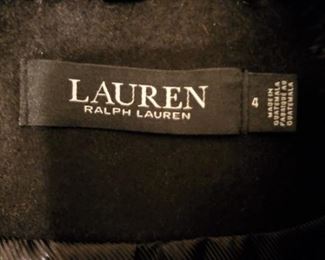 LAUREN
RALPH LAUREN
4
MADE IN
GUATEMALA
FABRIQUÉ AU
GUATEMALA